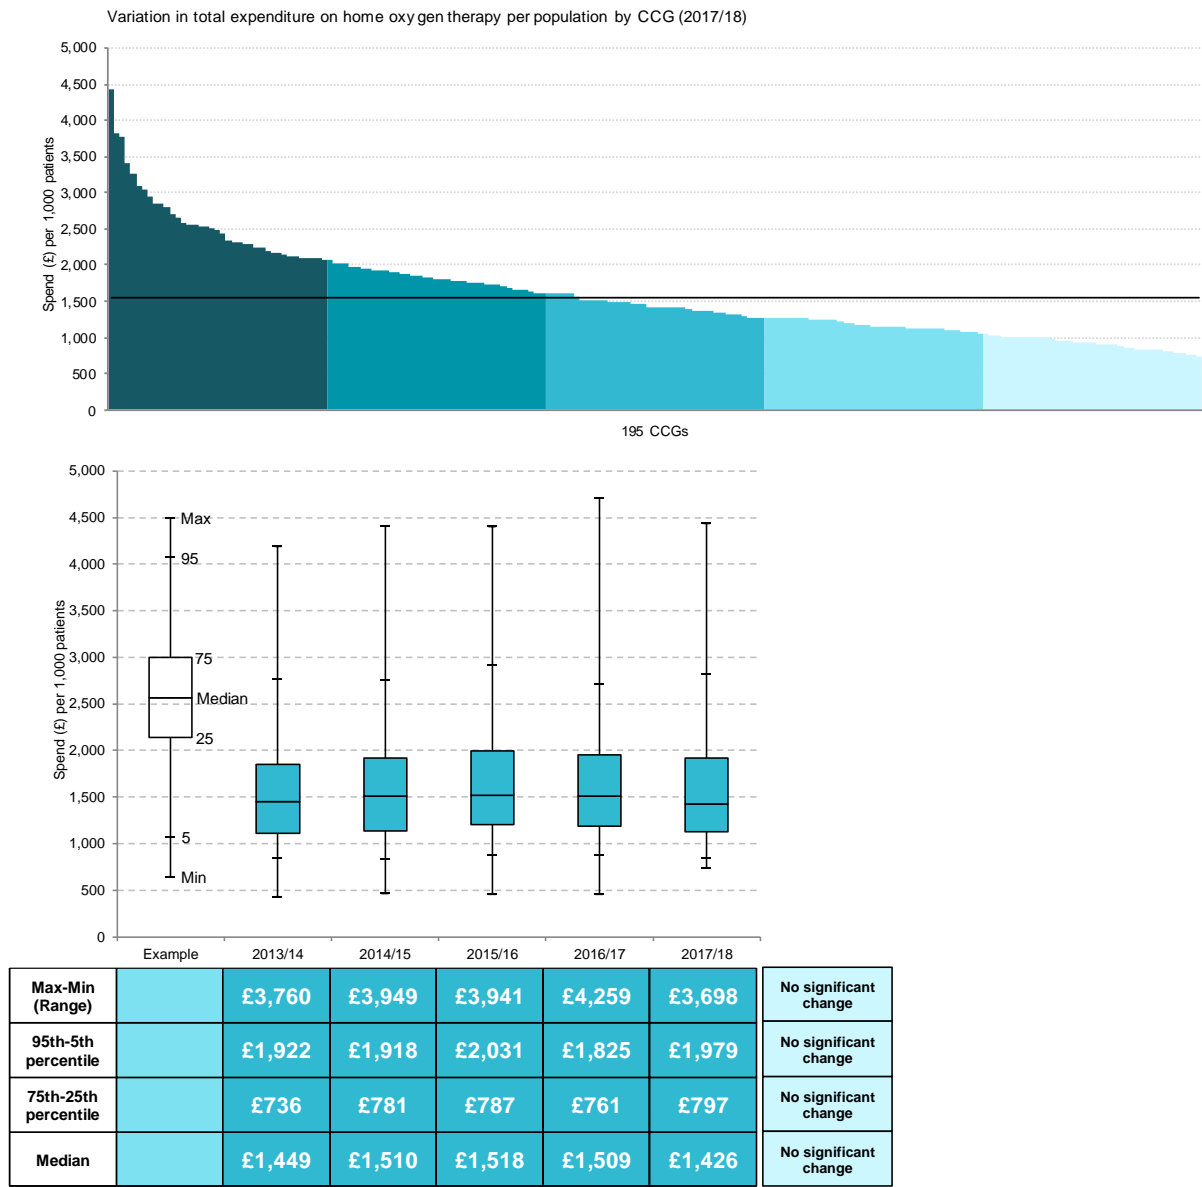 Variation in total expenditure on home oxygen therapy per population by CCG (2017/18)
5,000
4,500
4,000
3,500
3,000
2,500
2,000
1,500
1,000
500
0
Spend (£) per 1,000 patients
195 CCGs
5,000
4,500
4,000
3,500
3,000
2,500
2,000
1,500
1,000
500
0
Spend (£) per 1,000 patients
Max
95
75
Median
25
5
Min
Example 2013/14 2014/15 2015/16 2016/17 2017/18
Max-Min
(Range)
£3,760 £3,949 £3,941 £4,259 £3,698
No significant
change
95th-5th
percentile
£1,922 £1,918 £2,031 £1,825 £1,979
No significant
change
75th-25th
percentile
£736 £781 £787 £761 £797
No significant
change
Median
£1,449 £1,510 £1,518 £1,509 £1,426
No significant
change